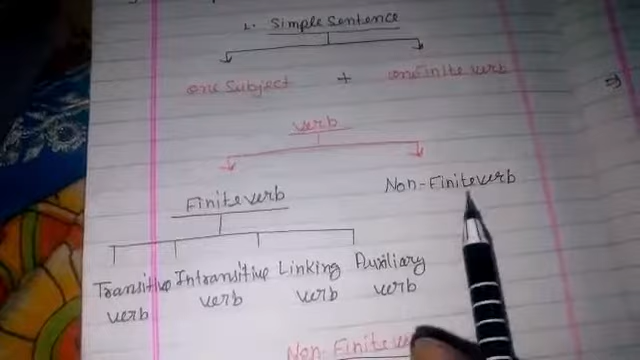 1. Simple Sentence
one Subject + one Finite verb
verb
Finite verb
Non-Finite verb
Transitive verb
Intransitive verb
Linking verb
Auxiliary verb
Non-Finite